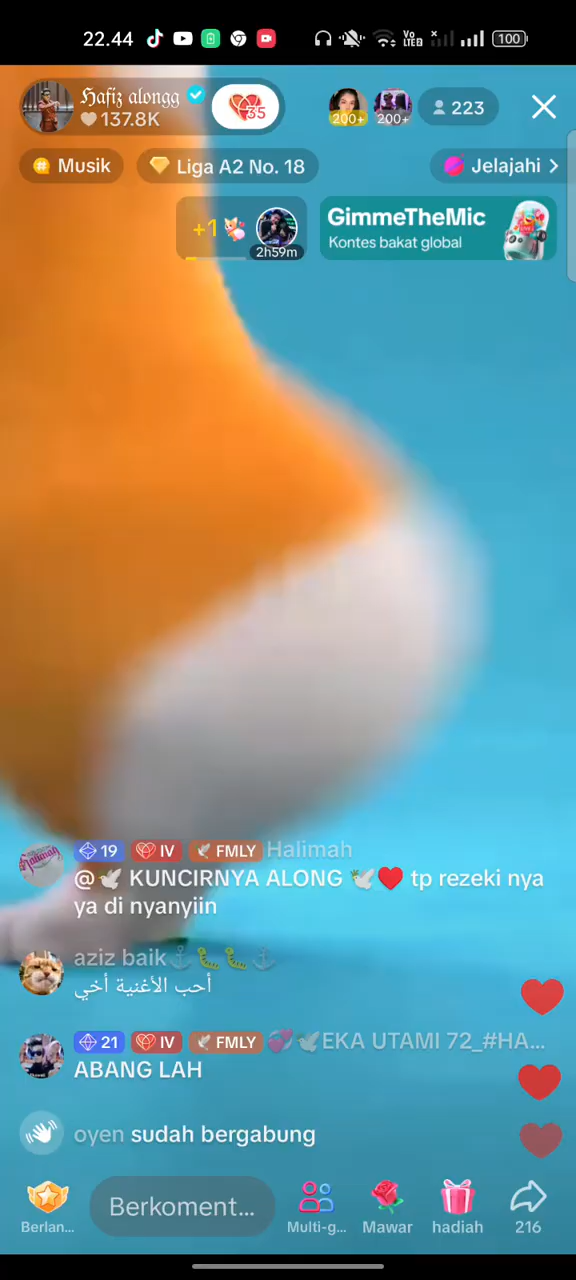 22.44
Vo
LTE
100
Hafiz alongg
137.8K
35
200+
200+
223
Musik
Liga A2 No. 18
Jelajahi
+1
2h59m
GimmeTheMic
Kontes bakat global
19 IV FMLY Halimah
@🕊️ KUNCIRNYA ALONG 🕊️❤️ tp rezeki nya
ya di nyanyiin
aziz baik⚓🐛🐛⚓
أحب الأغنية أخي
21 IV FMLY 💞🕊️EKA UTAMI 72_#HA...
ABANG LAH
oyen sudah bergabung
Berlan...
Berkoment...
Multi-g...
Mawar
hadiah
216